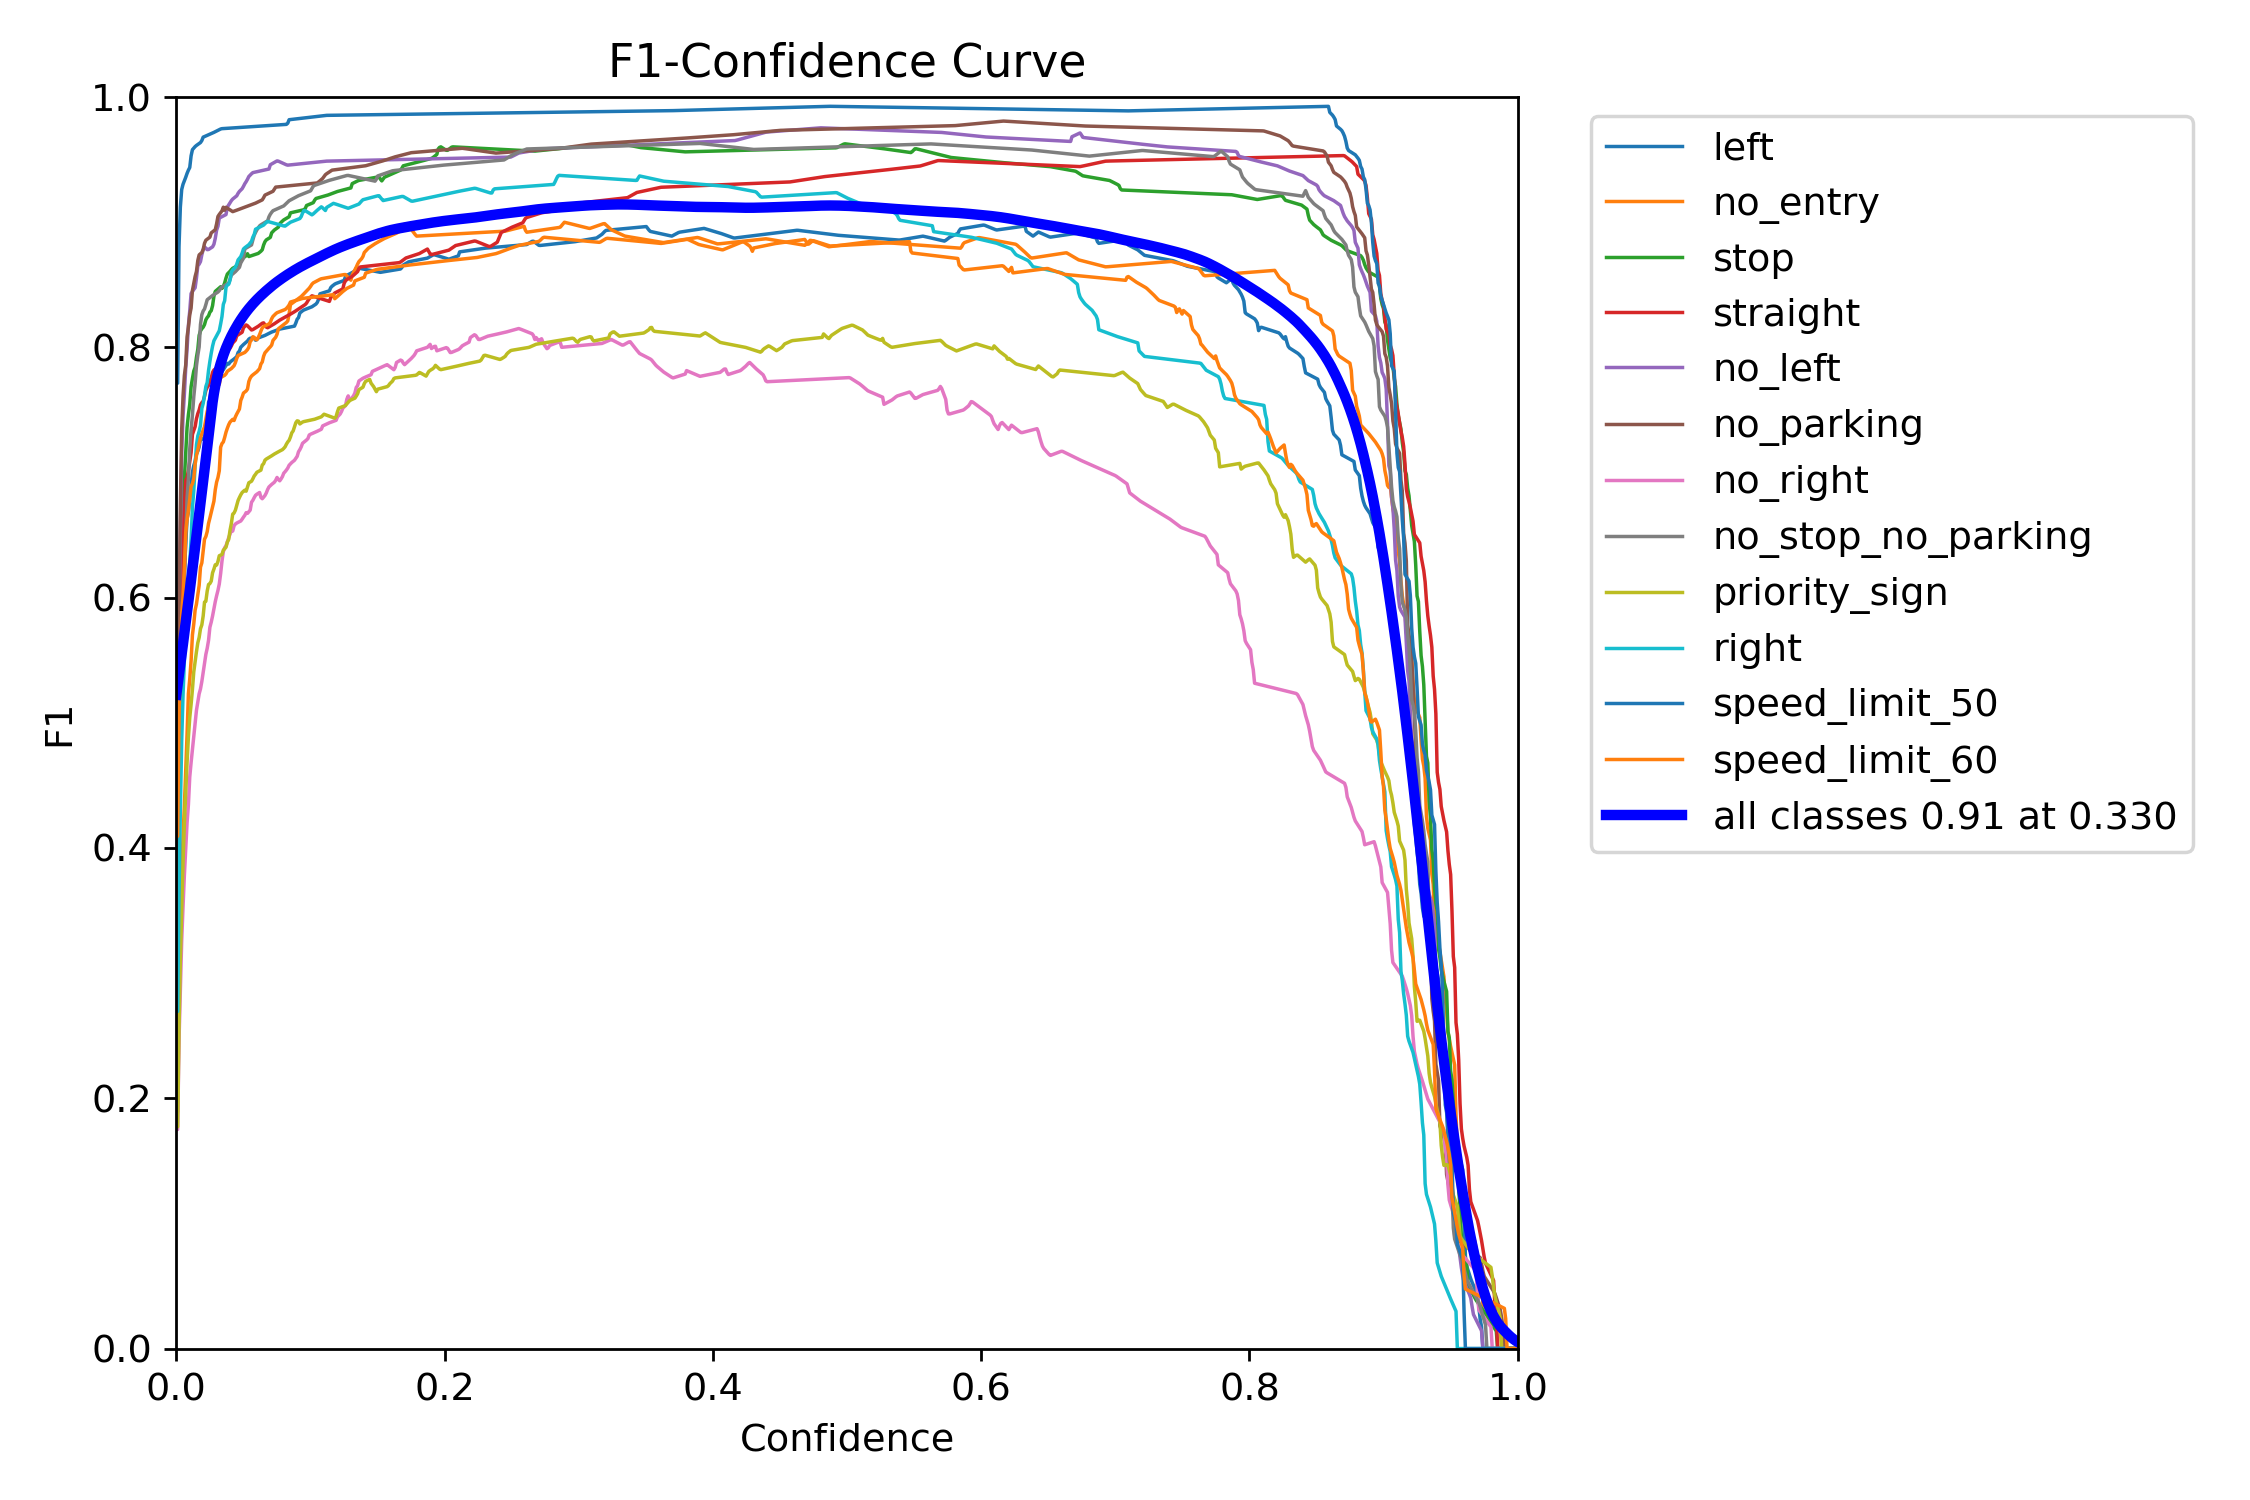 F1-Confidence Curve
1.0
0.8
0.6
0.4
0.2
0.0
F1
0.0 0.2 0.4 0.6 0.8 1.0
Confidence
left
no_entry
stop
straight
no_left
no_parking
no_right
no_stop_no_parking
priority_sign
right
speed_limit_50
speed_limit_60
all classes 0.91 at 0.330